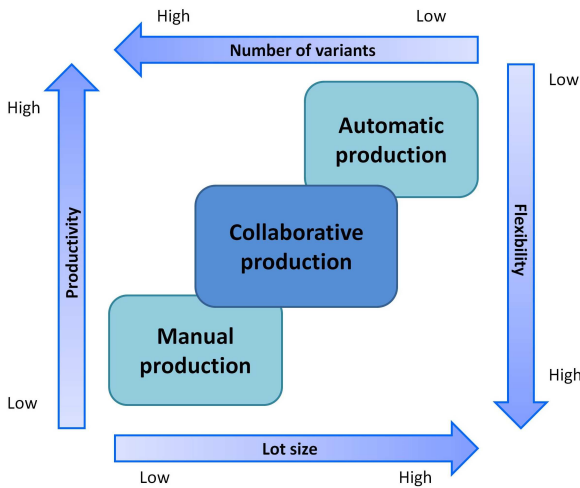 High
Low
Number of variants
High
Low
Automatic
production
Productivity
Collaborative
production
Flexibility
Manual
production
Low
High
Lot size
Low
High